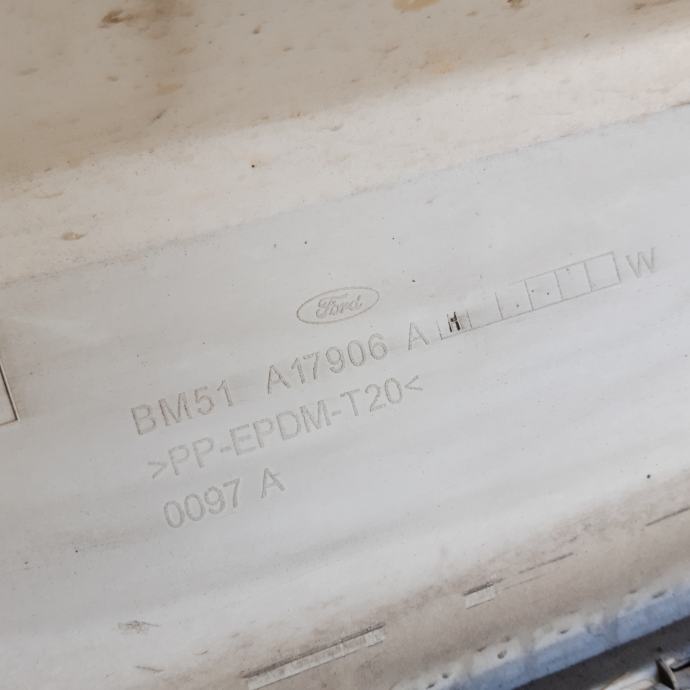 Ford
BM51 A17906 A W
>PP-EPDM-T20<
0097 A